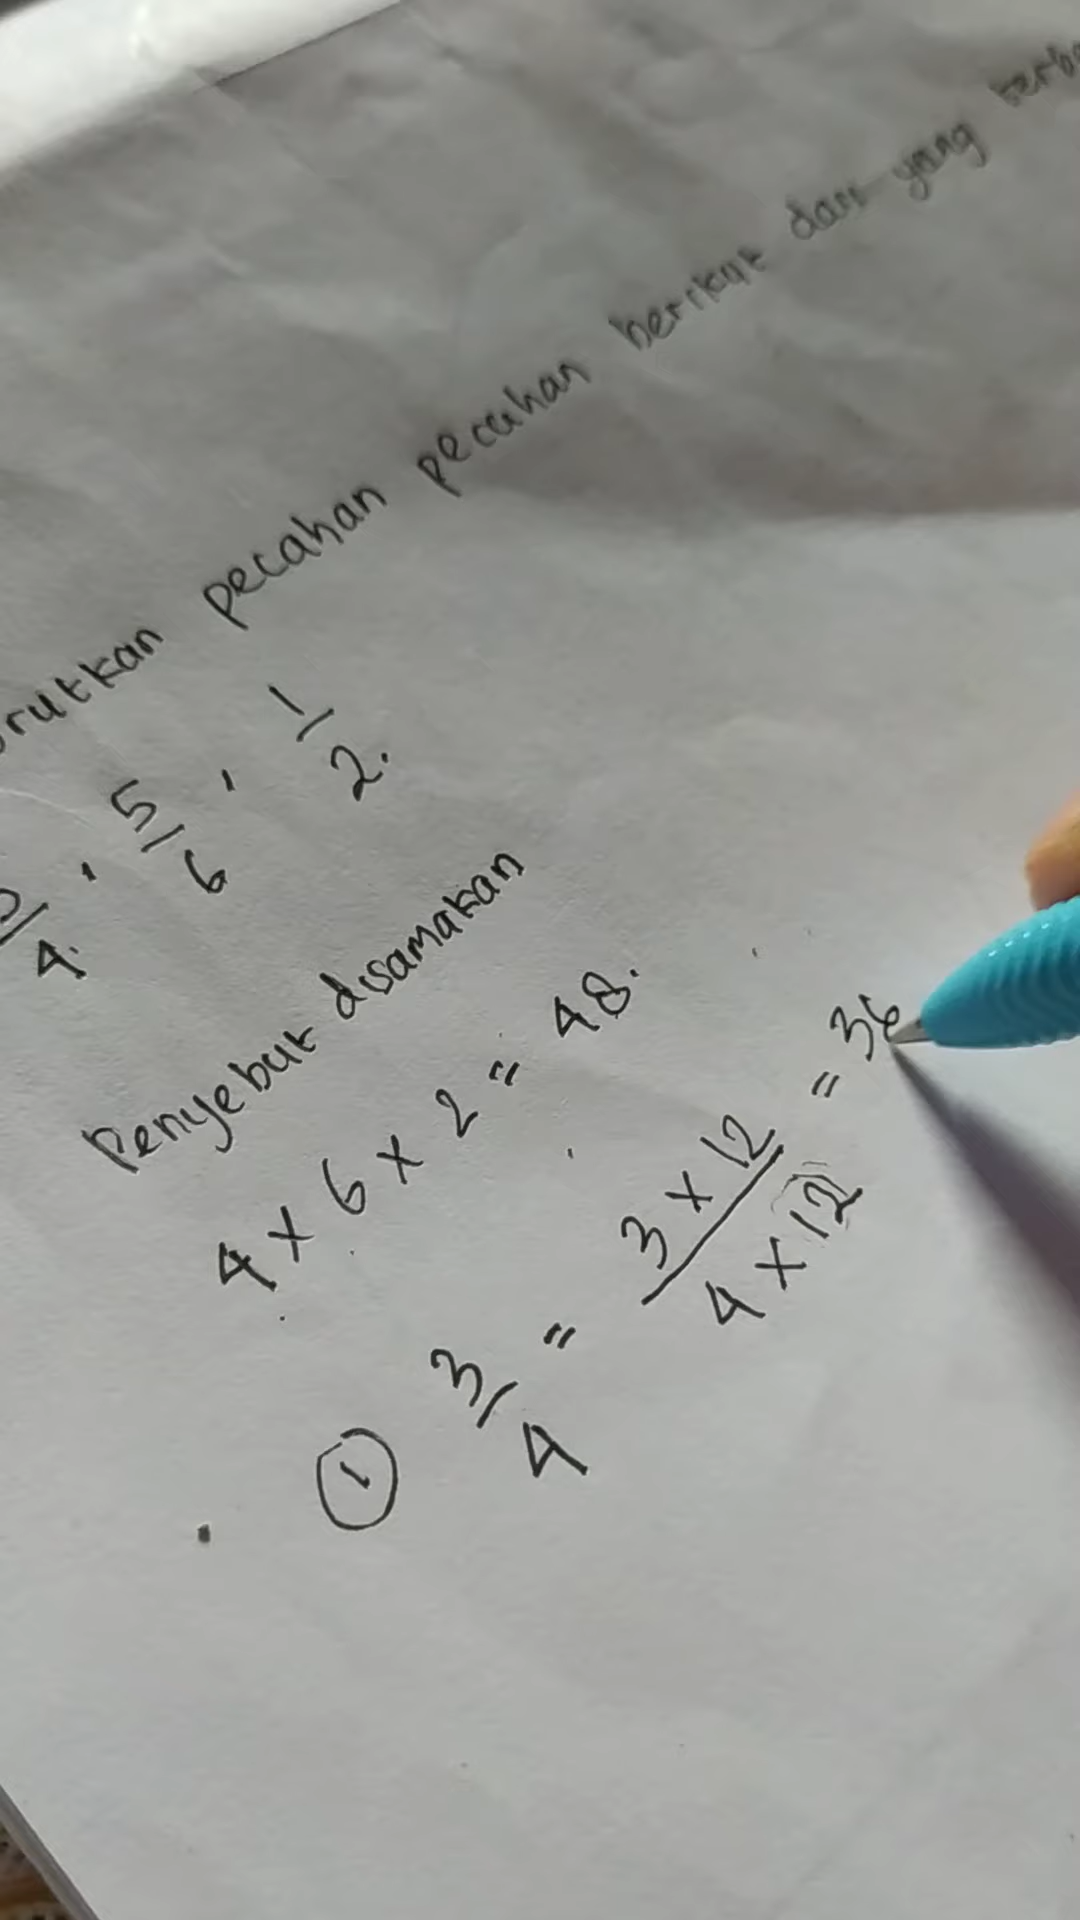 rutkan pecahan pecahan berikut dari yang terb
3/4, 5/6, 1/2.
Penyebut disamakan
4 x 6 x 2 = 48.
① 3/4 = 3 x 12 / 4 x 12 = 36